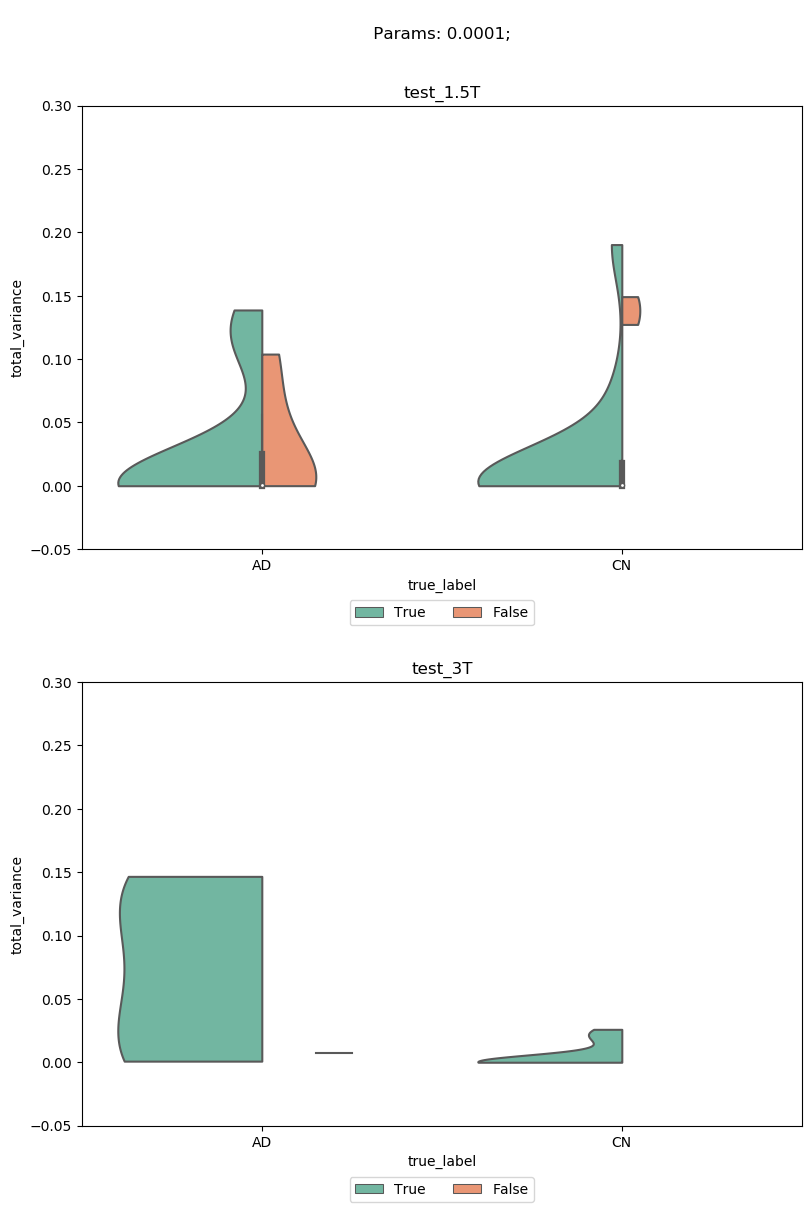 Params: 0.0001;
test_1.5T
0.30
0.25
0.20
0.15
0.10
0.05
0.00
−0.05
total_variance
AD CN
true_label
True False
test_3T
0.30
0.25
0.20
0.15
0.10
0.05
0.00
−0.05
total_variance
AD CN
true_label
True False